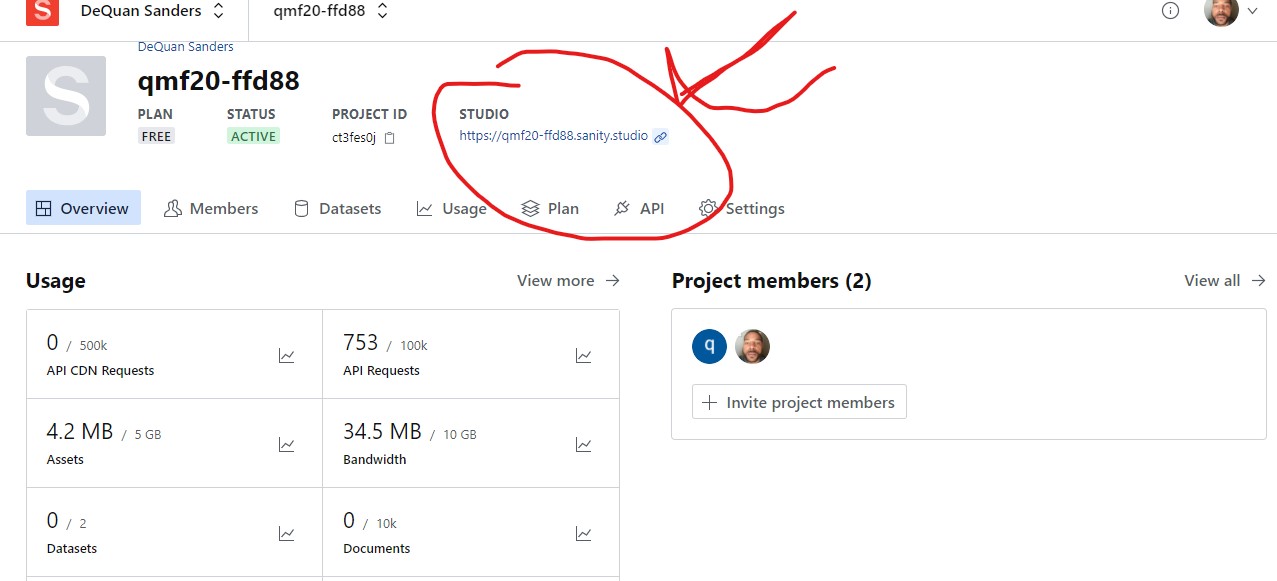 S DeQuan Sanders qmf20-ffd88
DeQuan Sanders
S
qmf20-ffd88
PLAN STATUS PROJECT ID STUDIO
FREE ACTIVE ct3fes0j https://qmf20-ffd88.sanity.studio
Overview Members Datasets Usage Plan API Settings
Usage View more →
0 / 500k
API CDN Requests
753 / 100k
API Requests
4.2 MB / 5 GB
Assets
34.5 MB / 10 GB
Bandwidth
0 / 2
Datasets
0 / 10k
Documents
Project members (2) View all →
q
+ Invite project members